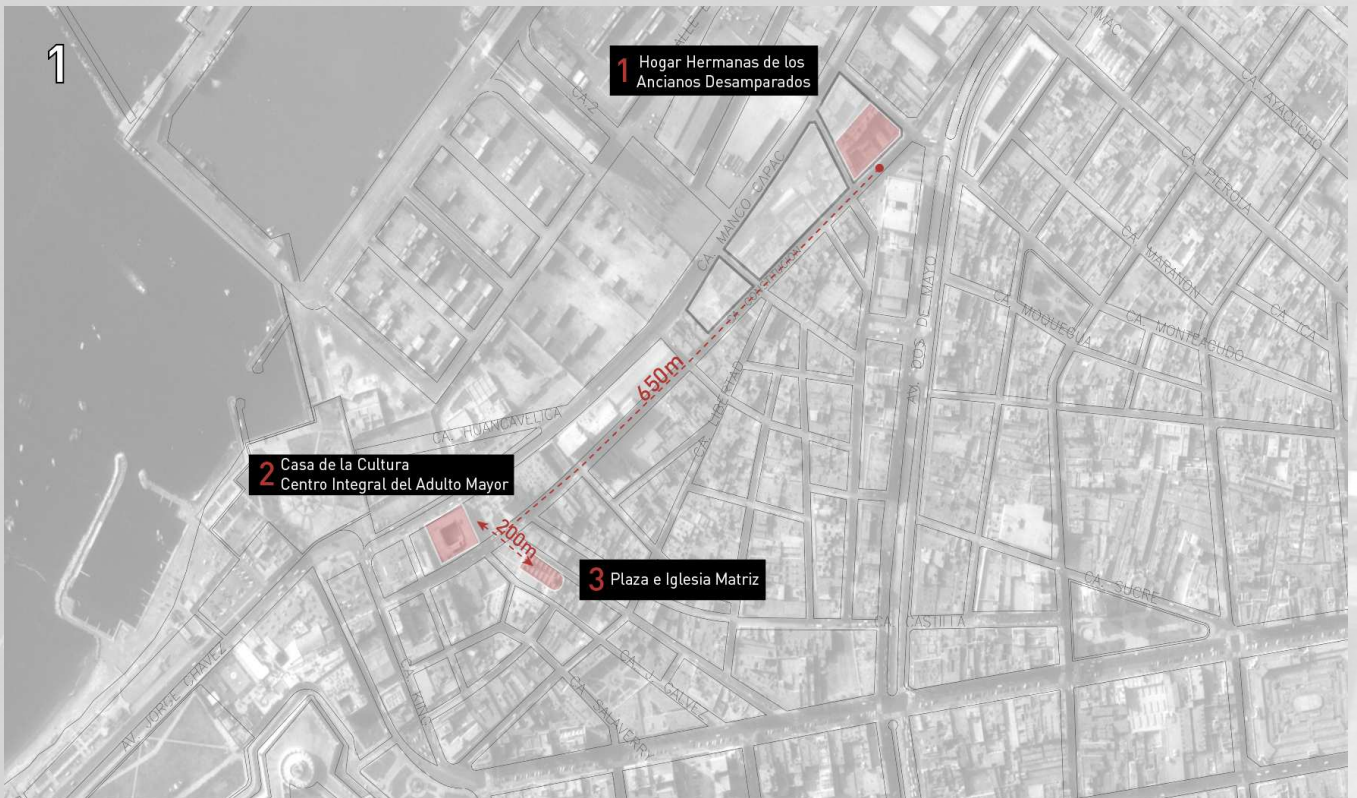 1
1 Hogar Hermanas de los
Ancianos Desamparados
CA. 2
CA. MANCO CAPAC
CA. AYACUCHO
CA. PIEROLA
CA. MARAÑON
CA. ICA
CA. MONTEAGUDO
CA. MOQUEGUA
AV. DOS DE MAYO
650m
CA. LIBERTAD
CA. HUANCAVELICA
2 Casa de la Cultura
Centro Integral del Adulto Mayor
200m
3 Plaza e Iglesia Matriz
CA. SUCRE
CA. CASTILLA
CA. J. GALVEZ
CA. SALAVERRY
CA. KING
AV. JORGE CHAVEZ